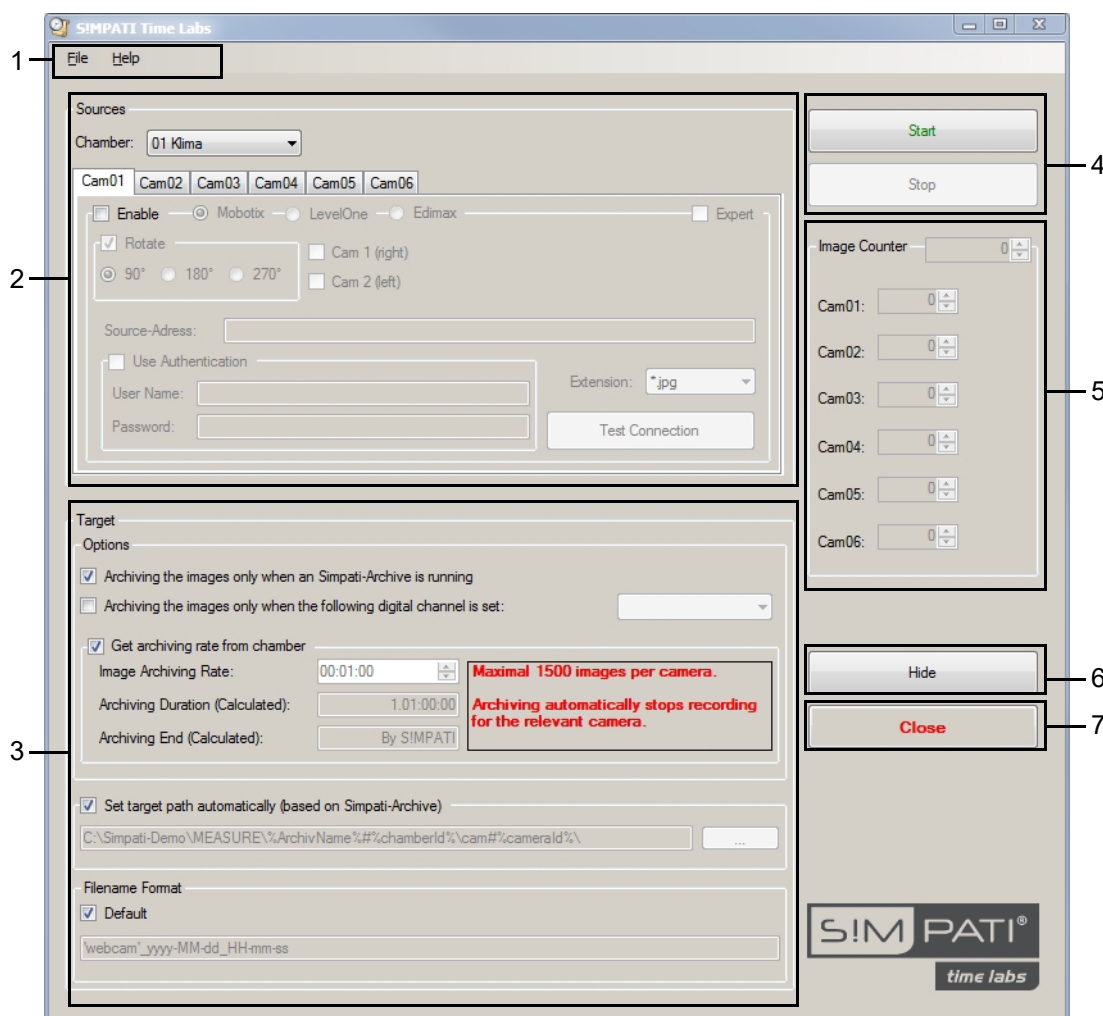 S!MPATI Time Labs
1
File Help
Sources
Chamber: 01 Klima
Cam01 Cam02 Cam03 Cam04 Cam05 Cam06
Enable Mobotix LevelOne Edimax Expert
Rotate
90° 180° 270°
Cam 1 (right)
Cam 2 (left)
2
Source-Adress:
Use Authentication
User Name:
Password:
Extension: *.jpg
Test Connection
Start
Stop
4
Image Counter 0
Cam01: 0
Cam02: 0
Cam03: 0
Cam04: 0
Cam05: 0
Cam06: 0
5
Target
Options
Archiving the images only when an Simpati-Archive is running
Archiving the images only when the following digital channel is set:
Get archiving rate from chamber
Image Archiving Rate: 00:01:00
Archiving Duration (Calculated): 1.01:00:00
Archiving End (Calculated): By S!MPATI
Maximal 1500 images per camera.
Archiving automatically stops recording
for the relevant camera.
3
Set target path automatically (based on Simpati-Archive)
C:\Simpati-Demo\MEASURE\%ArchivName%#%chamberId%\cam#%cameraId%\
...
Filename Format
Default
'webcam'_yyyy-MM-dd_HH-mm-ss
Hide
6
Close
7
S!MPATI®
time labs